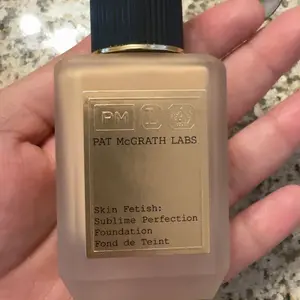 PM
PAT McGRATH LABS
Skin Fetish:
Sublime Perfection
Foundation
Fond de Teint